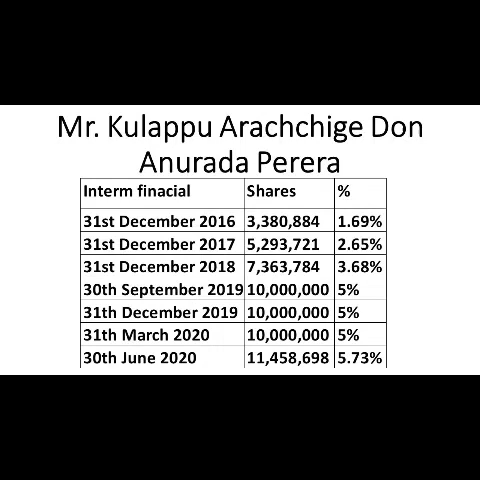 Mr. Kulappu Arachchige Don
Anurada Perera
Interm finacial Shares %
31st December 2016 3,380,884 1.69%
31st December 2017 5,293,721 2.65%
31st December 2018 7,363,784 3.68%
30th September 2019 10,000,000 5%
31th December 2019 10,000,000 5%
31th March 2020 10,000,000 5%
30th June 2020 11,458,698 5.73%